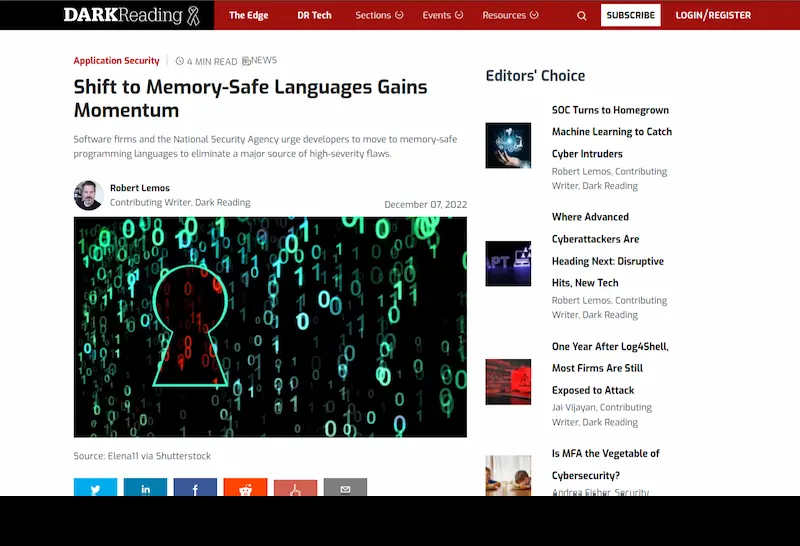 DARKReading
The Edge
DR Tech
Sections
Events
Resources
SUBSCRIBE
LOGIN/REGISTER
Application Security
4 MIN READ
NEWS
Shift to Memory-Safe Languages Gains
Momentum
Software firms and the National Security Agency urge developers to move to memory-safe
programming languages to eliminate a major source of high-severity flaws.
Robert Lemos
Contributing Writer, Dark Reading
December 07, 2022
Source: Elena11 via Shutterstock
Editors' Choice
SOC Turns to Homegrown
Machine Learning to Catch
Cyber Intruders
Robert Lemos, Contributing
Writer, Dark Reading
Where Advanced
Cyberattackers Are
Heading Next: Disruptive
Hits, New Tech
Robert Lemos, Contributing
Writer, Dark Reading
APT
One Year After Log4Shell,
Most Firms Are Still
Exposed to Attack
Jai Vijayan, Contributing
Writer, Dark Reading
Is MFA the Vegetable of
Cybersecurity?
Andrea Fisher, Security